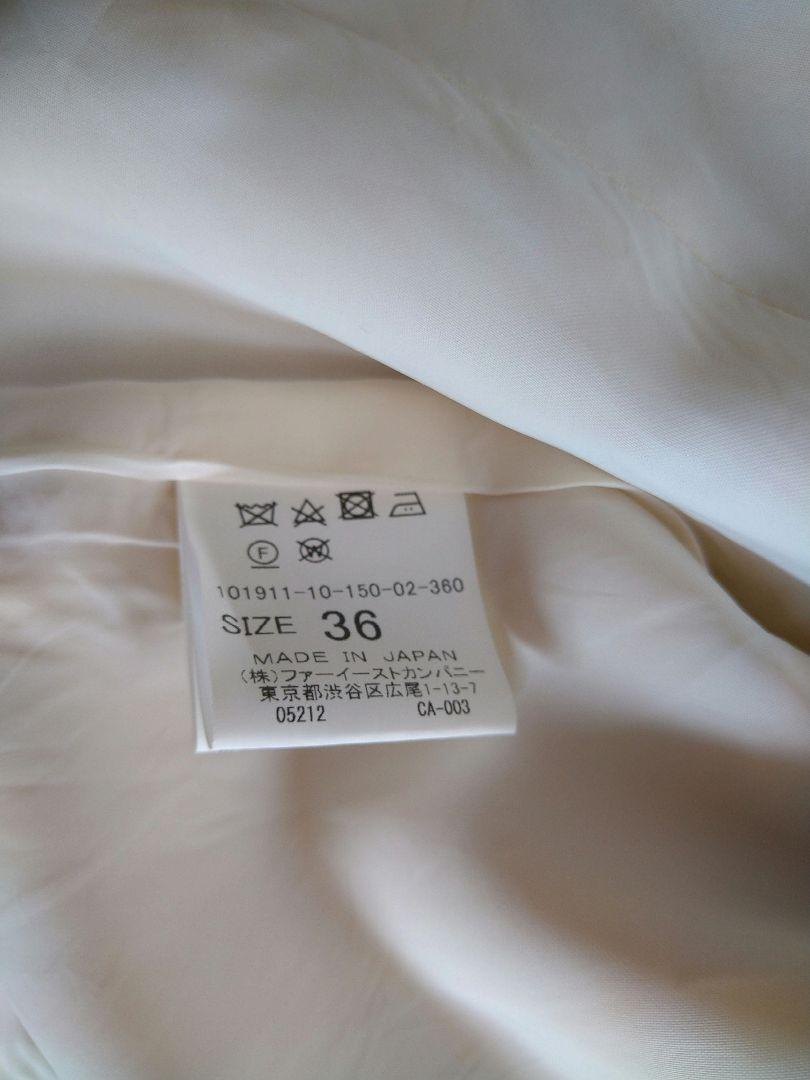 F W
101911-10-150-02-360
SIZE 36
MADE IN JAPAN
(株)ファーイーストカンパニー
東京都渋谷区広尾1-13-7
05212 CA-003